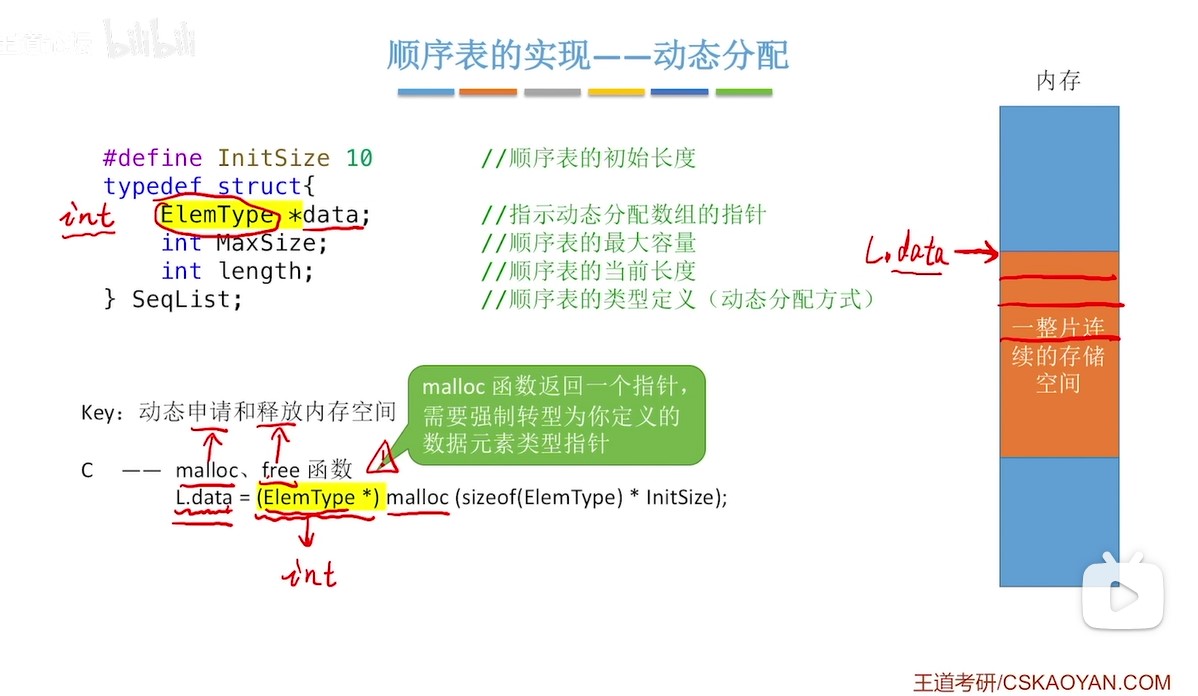 bilibili
顺序表的实现——动态分配
内存
#define InitSize 10 //顺序表的初始长度
typedef struct{
int ElemType *data; //指示动态分配数组的指针
int MaxSize; //顺序表的最大容量
int length; //顺序表的当前长度
} SeqList; //顺序表的类型定义（动态分配方式）
L.data
一整片连
续的存储
空间
malloc 函数返回一个指针，
需要强制转型为你定义的
数据元素类型指针
Key：动态申请和释放内存空间
C —— malloc、free 函数
L.data = (ElemType *) malloc (sizeof(ElemType) * InitSize);
int
王道考研/CSKAOYAN.COM